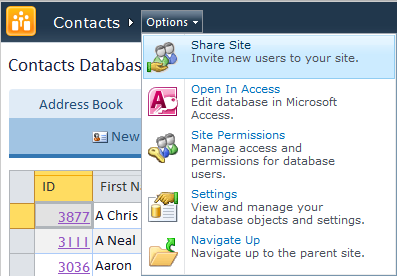 Contacts Options
Share Site
Invite new users to your site.
Contacts Databas
Open In Access
Edit database in Microsoft
Access.
Address Book
Site Permissions
Manage access and
permissions for database
users.
New
ID First Na
Settings
View and manage your
database objects and settings.
3877 A Chris
3111 A Neal
Navigate Up
Navigate up to the parent site.
3036 Aaron